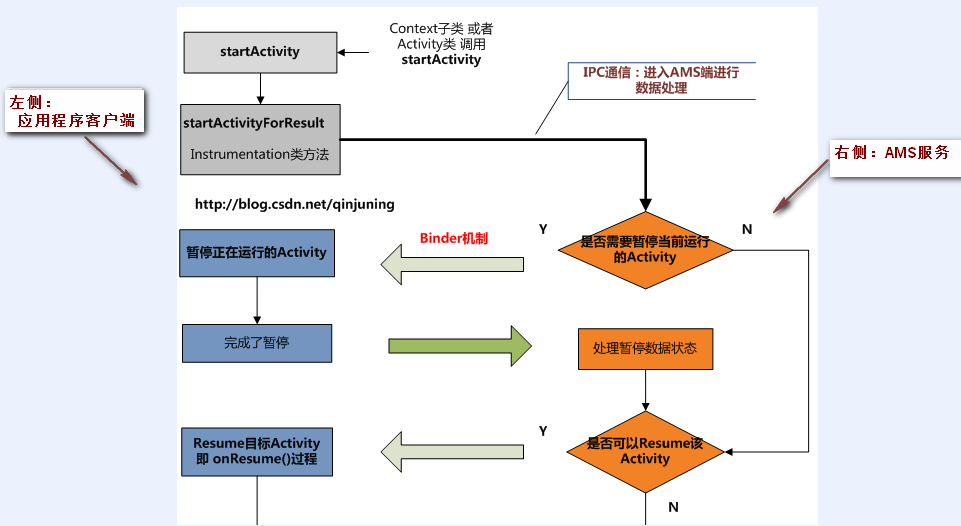 Context子类 或者
Activity类 调用
startActivity
startActivity
IPC通信：进入AMS端进行
数据处理
左侧：
应用程序客户端
startActivityForResult
Instrumentation类方法
右侧：AMS服务
http://blog.csdn.net/qinjuning
Y
N
Binder机制
是否需要暂停当前运行
的Activity
暂停正在运行的Activity
完成了暂停
处理暂停数据状态
Y
Resume目标Activity
即 onResume()过程
是否可以Resume该
Activity
N